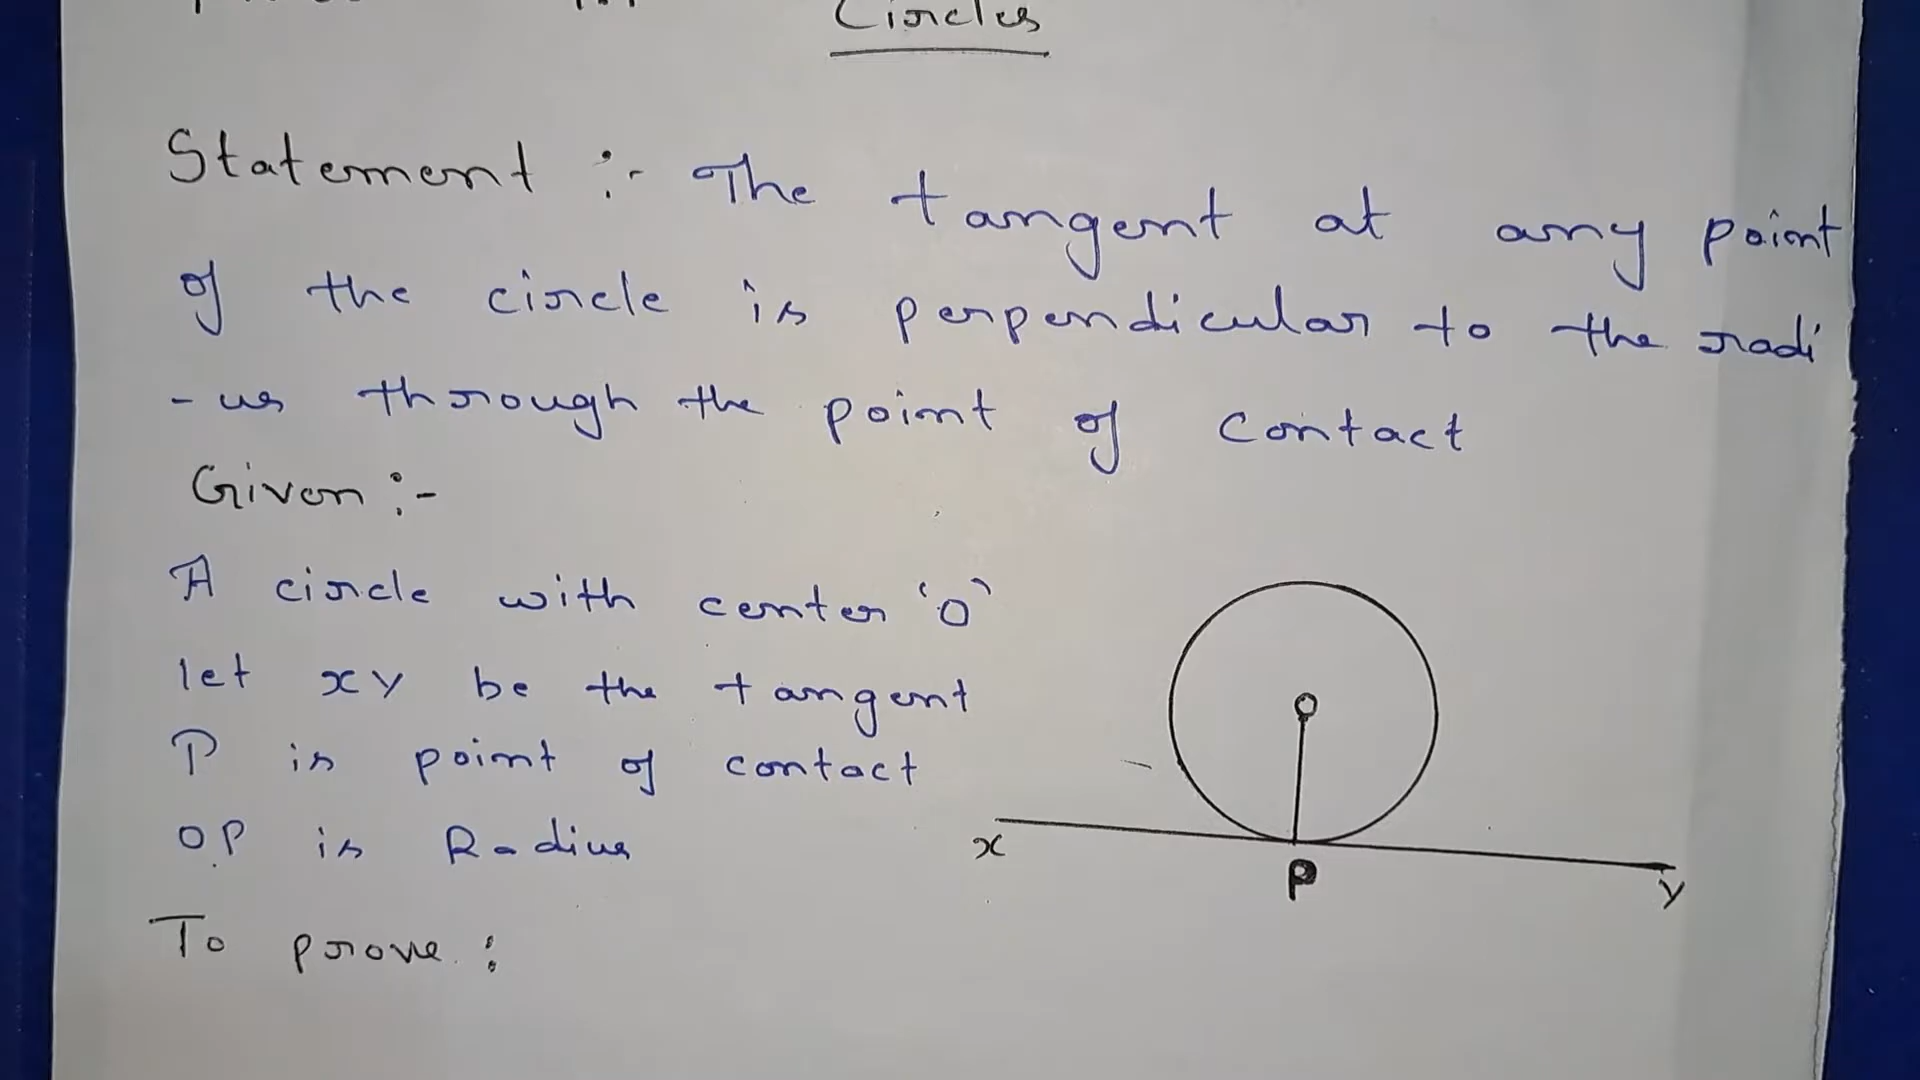 Circles
Statement :- The tangent at any point
of the circle is perpendicular to the radi
-us through the point of contact
Given :-
A circle with center 'O'
let xy be the tangent
P is point of contact
OP is Radius
To prove :
O
x
P
y